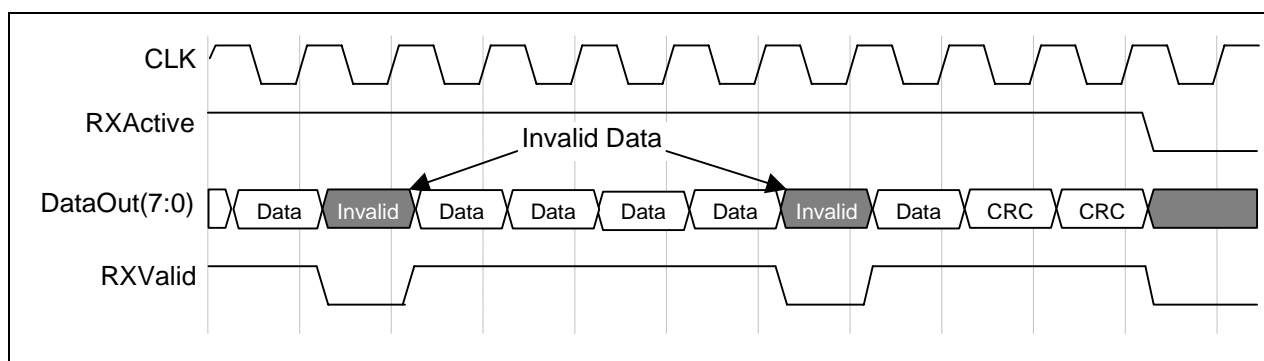 CLK
RXActive
Invalid Data
DataOut(7:0) Data Invalid Data Data Data Data Invalid Data CRC CRC
RXValid